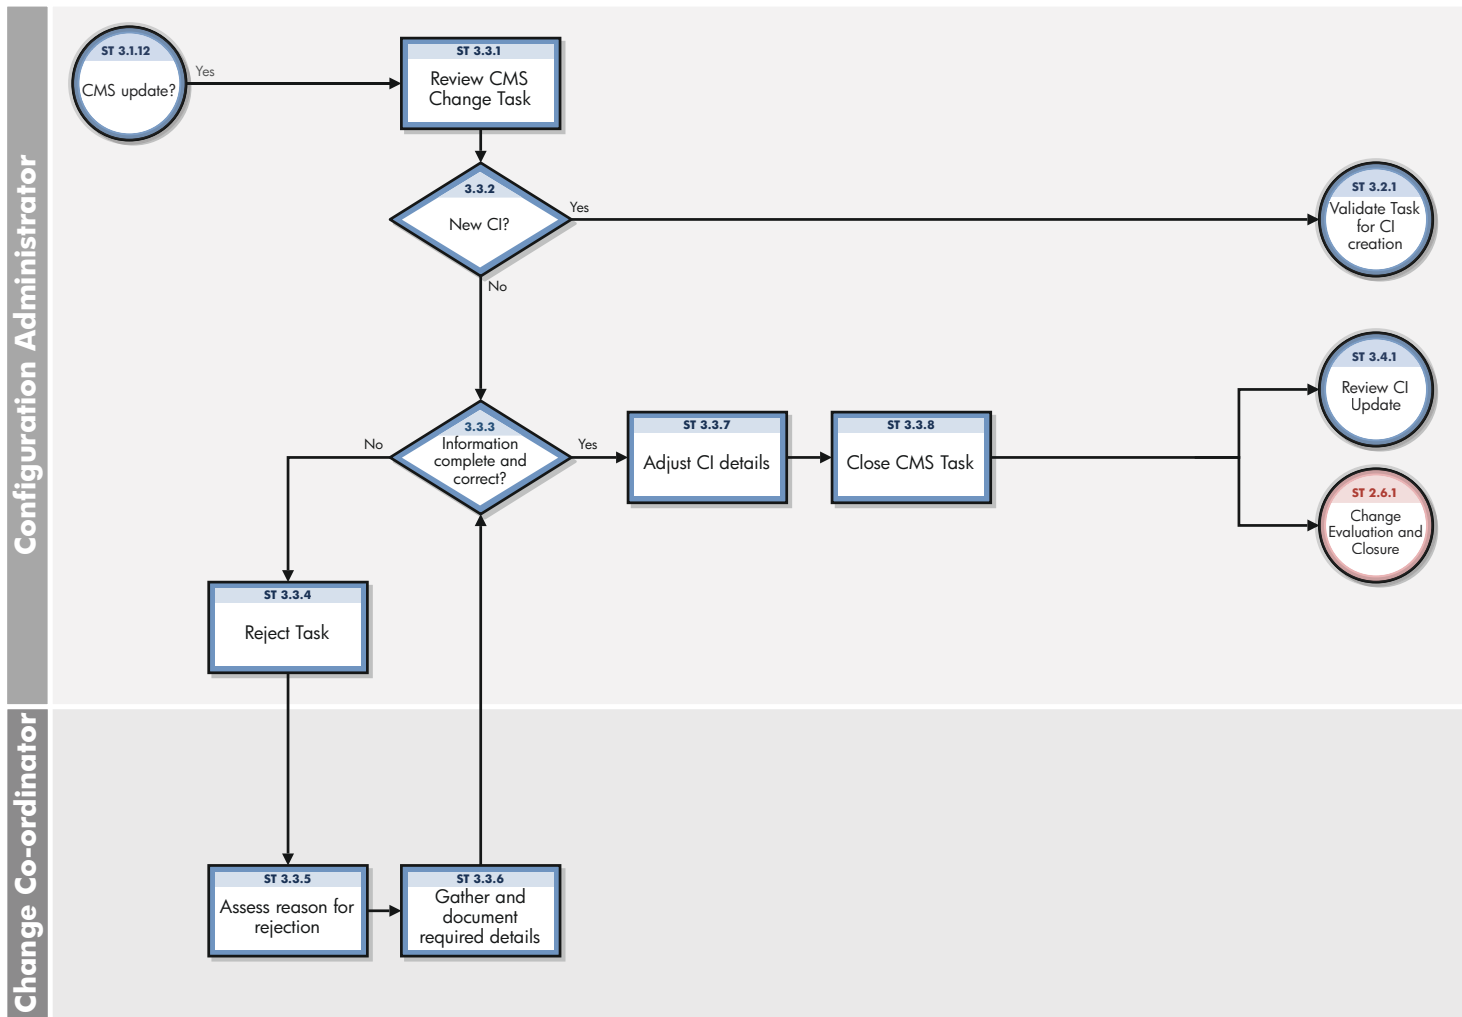 Configuration Administrator
ST 3.1.12
CMS update?
Yes
ST 3.3.1
Review CMS
Change Task
3.3.2
New CI?
Yes
No
ST 3.2.1
Validate Task
for CI
creation
ST 3.4.1
Review CI
Update
No
3.3.3
Information
complete and
correct?
Yes
ST 3.3.7
Adjust CI details
ST 3.3.8
Close CMS Task
ST 2.6.1
Change
Evaluation and
Closure
ST 3.3.4
Reject Task
Change Co-ordinator
ST 3.3.5
Assess reason for
rejection
ST 3.3.6
Gather and
document
required details